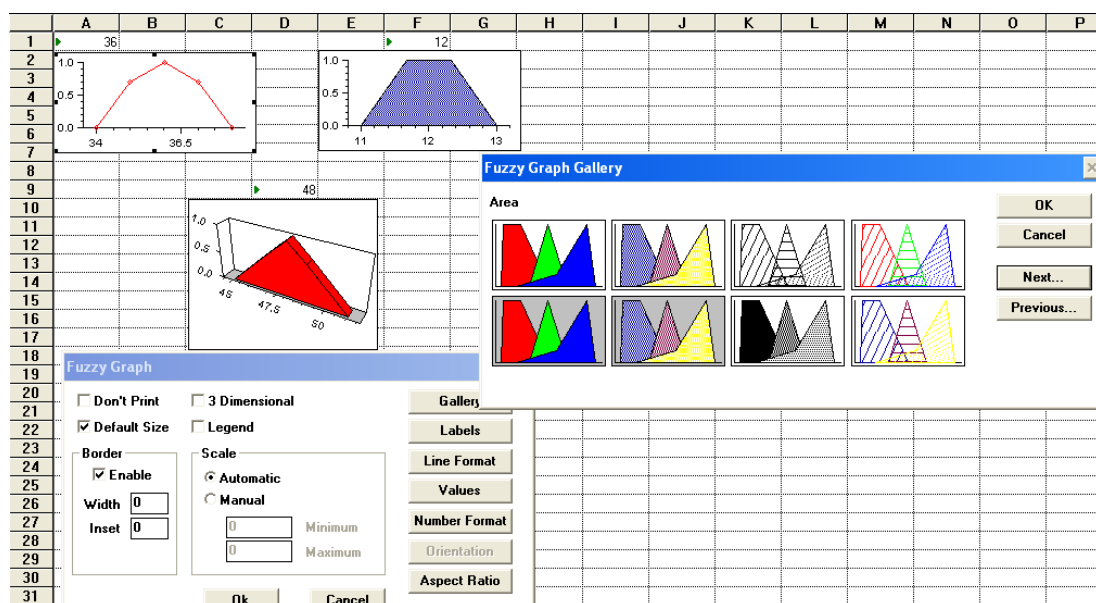 A B C D E F G H I J K L M N O P
1 36 12
2
3
4
5
6
7
8
9 48
10
11
12
13
14
15
16
17
18
19
20
21
22
23
24
25
26
27
28
29
30
31
1.0
0.5
0.0
34 36.5
1.0
0.5
0.0
11 12 13
1.0
0.5
0.0
45 47.5 50
Fuzzy Graph Gallery
Area
OK
Cancel
Next...
Previous...
Fuzzy Graph
Don't Print
3 Dimensional
Default Size
Legend
Border
Enable
Width 0
Inset 0
Scale
Automatic
Manual
0 Minimum
0 Maximum
Gallery
Labels
Line Format
Values
Number Format
Orientation
Aspect Ratio
Ok
Cancel